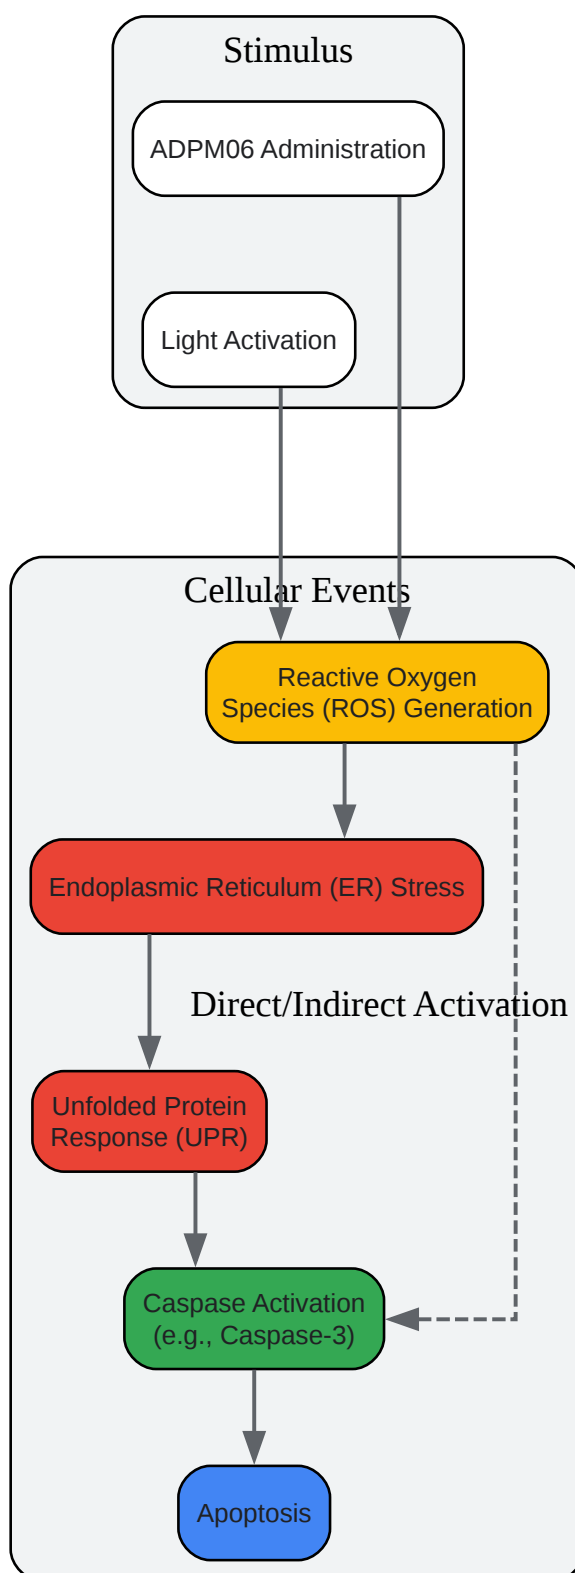 Stimulus
ADPM06 Administration
Light Activation
Cellular Events
Reactive Oxygen
Species (ROS) Generation
Endoplasmic Reticulum (ER) Stress
Direct/Indirect Activation
Unfolded Protein
Response (UPR)
Caspase Activation
(e.g., Caspase-3)
Apoptosis